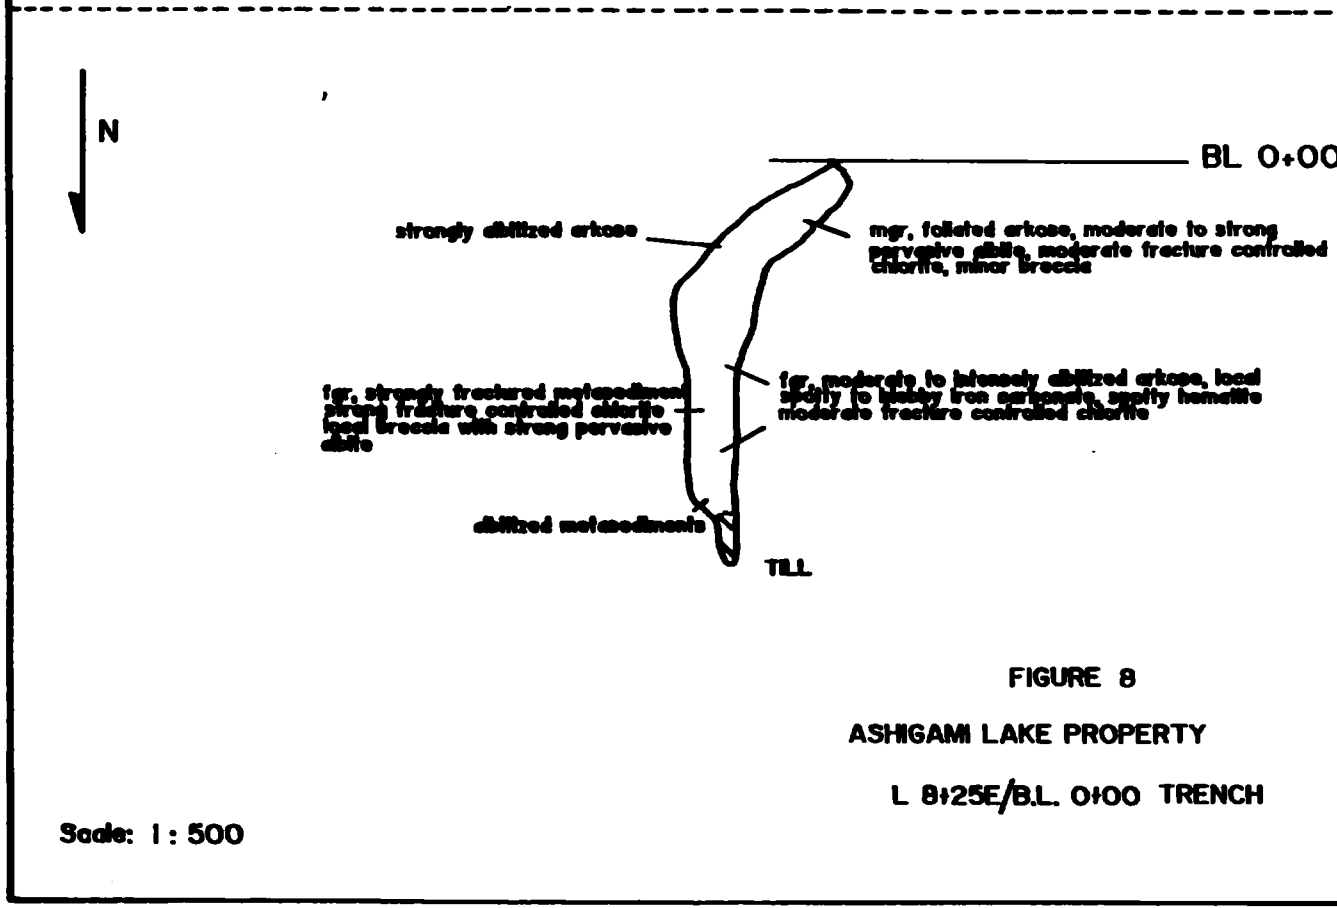 N
BL 0+00
strongly albitized arkose
mgr, foliated arkose, moderate to strong
pervasive albite, moderate fracture controlled
chlorite, minor breccia
fgr, strongly fractured metasediment
strong fracture controlled chlorite
local breccia with strong pervasive
albite
fgr, moderate to intensely albitized arkose, local
spotty to blebby iron carbonate, spotty hematite
moderate fracture controlled chlorite
albitized metasediments
TILL
FIGURE 8
ASHIGAMI LAKE PROPERTY
L 8+25E/B.L. 0+00 TRENCH
Scale: 1 : 500